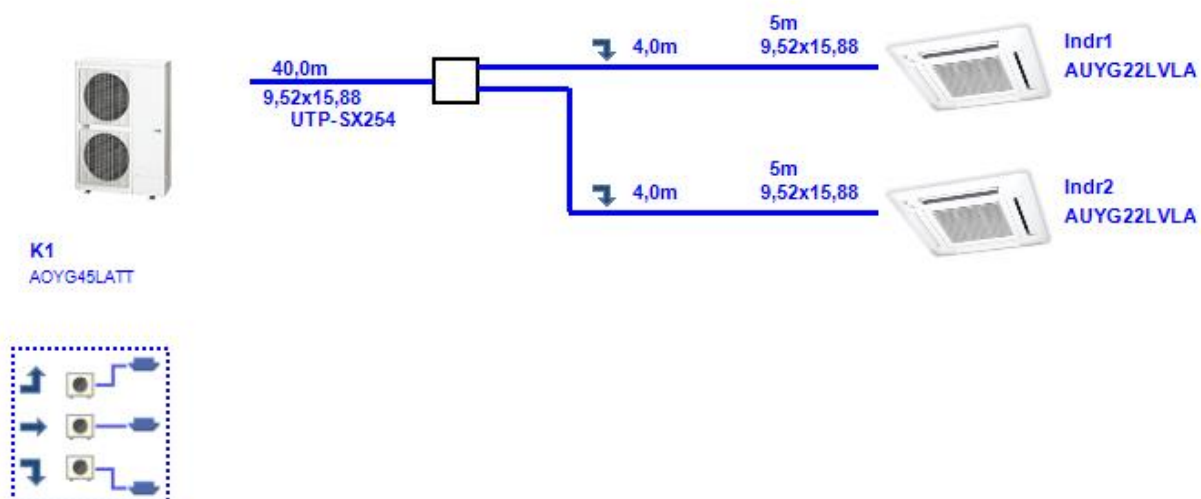 5m
4,0m 9,52x15,88
Indr1
AUYG22LVLA
40,0m
9,52x15,88
UTP-SX254
5m
4,0m 9,52x15,88
Indr2
AUYG22LVLA
K1
AOYG45LATT